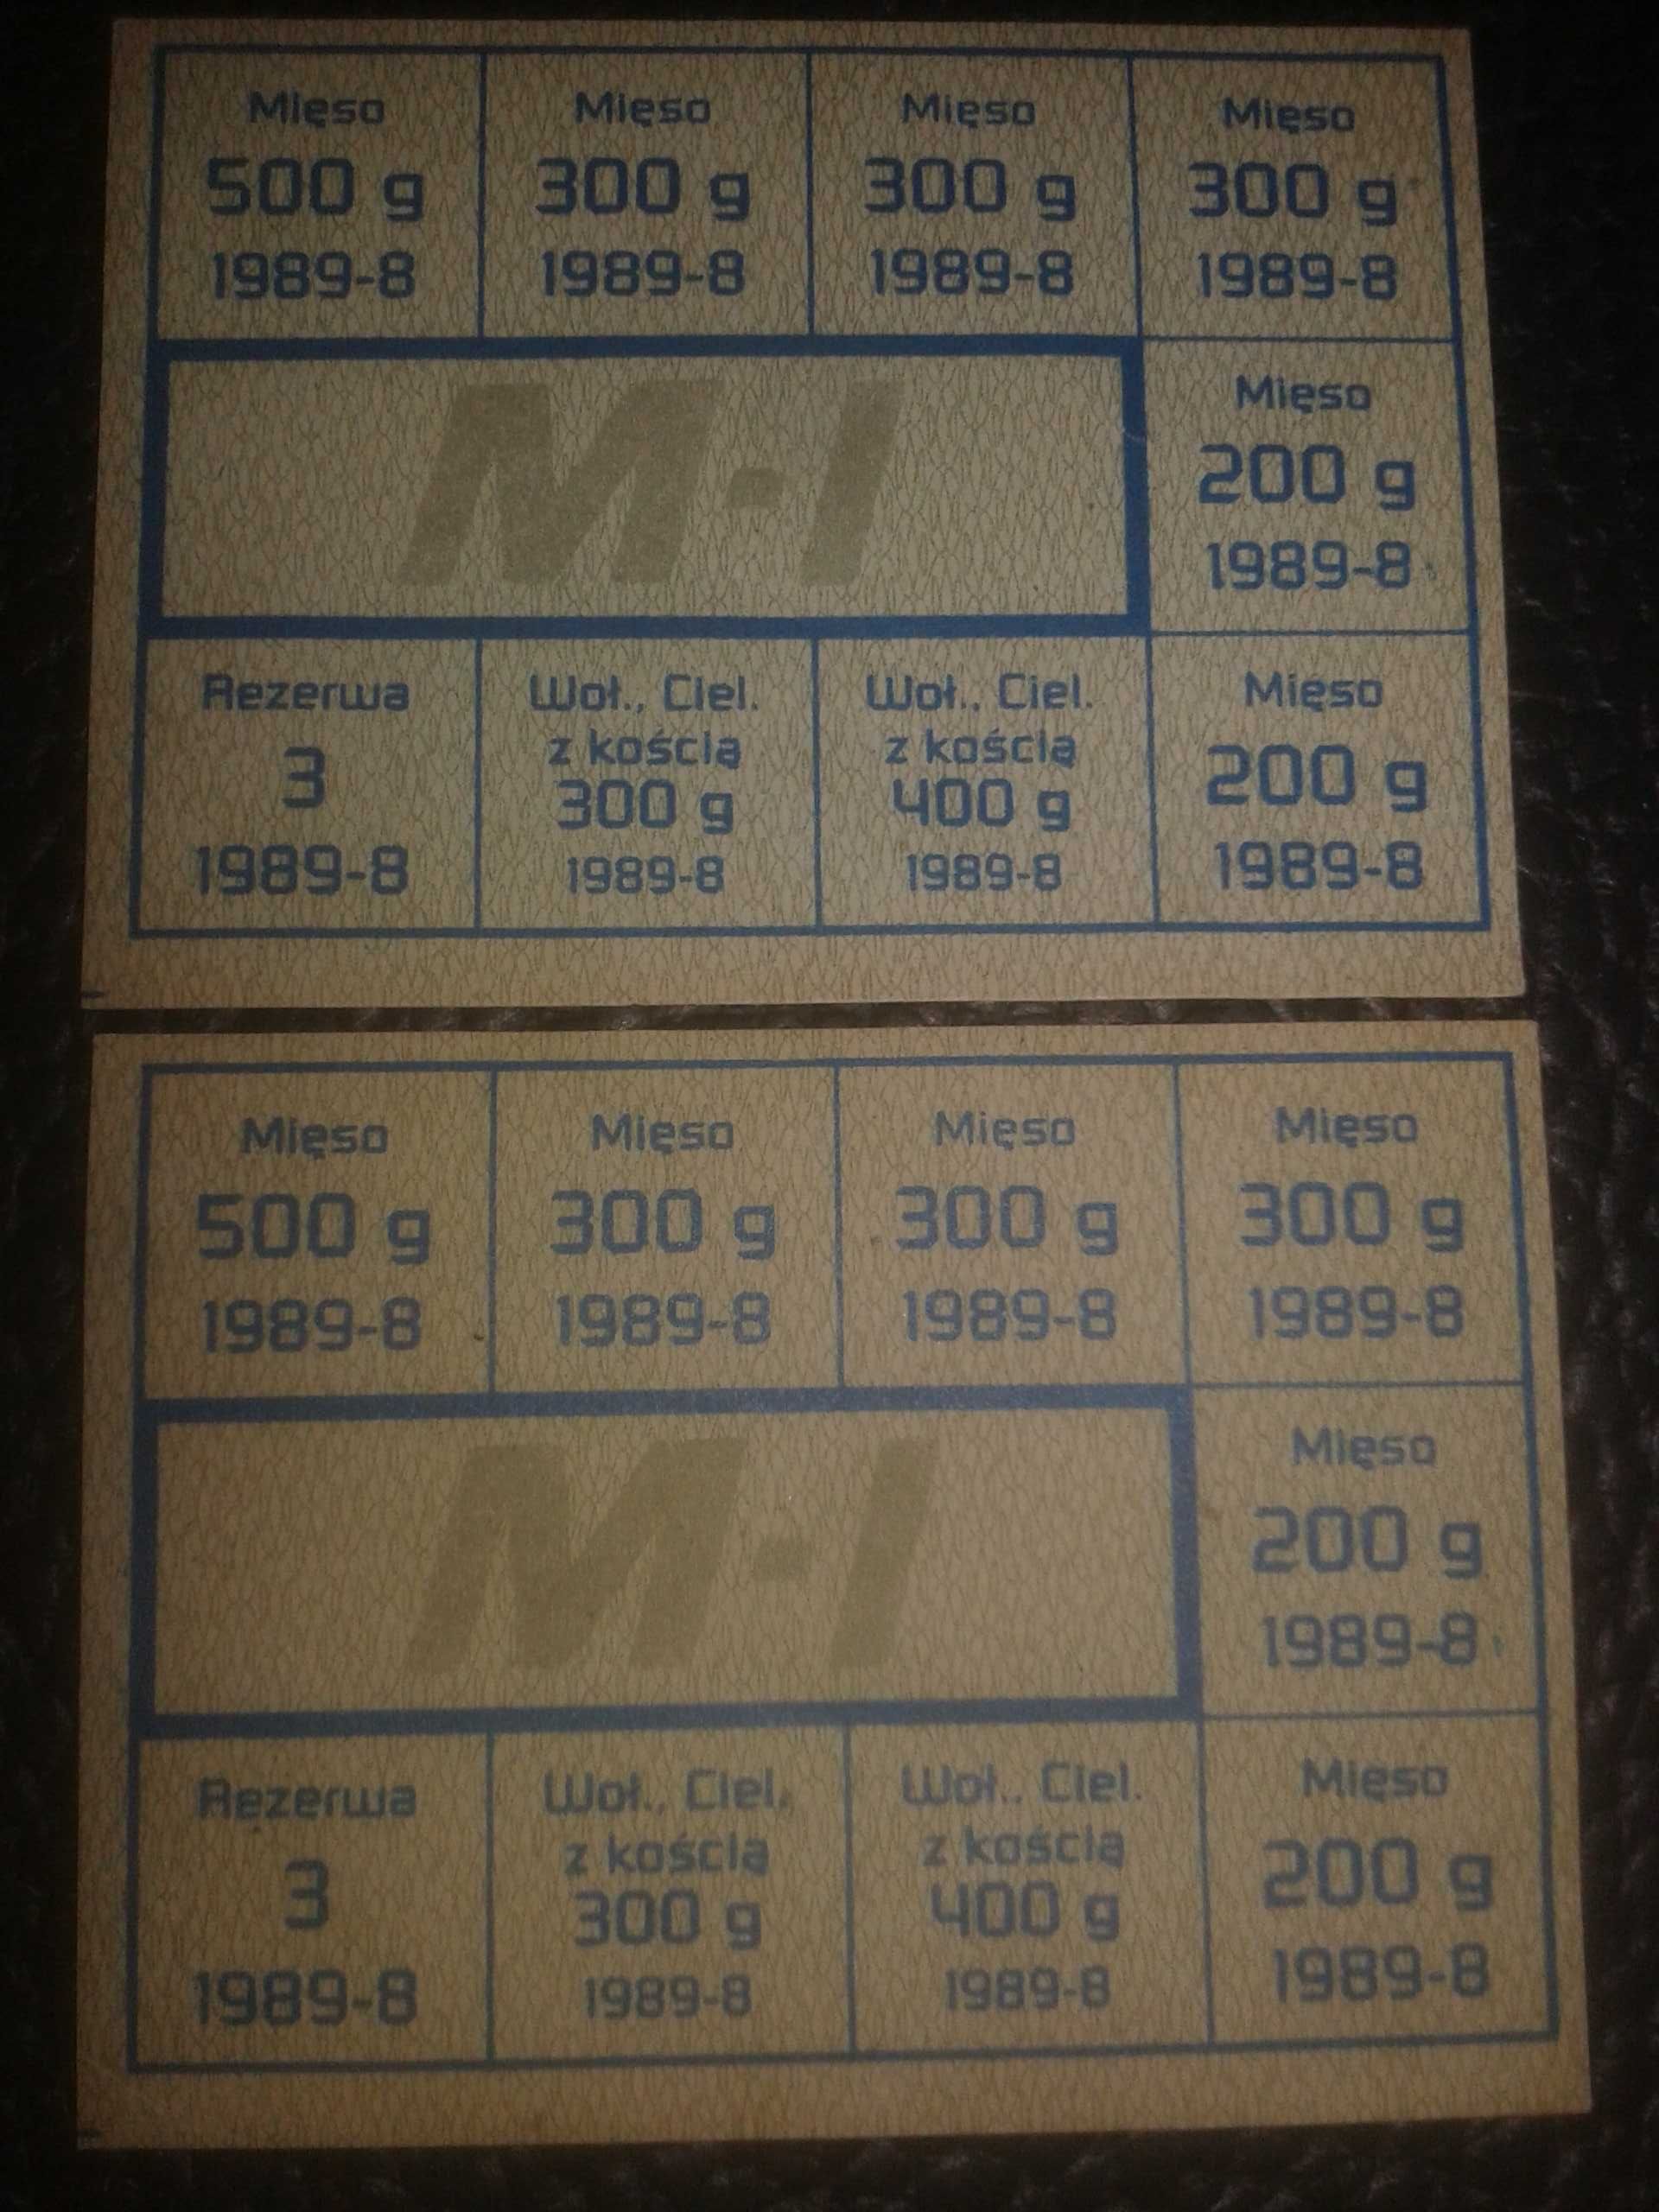 Mięso
500 g
1989-8
Mięso
300 g
1989-8
Mięso
300 g
1989-8
Mięso
300 g
1989-8
M-I
Mięso
200 g
1989-8
Rezerwa
3
1989-8
Woł., Ciel.
z kością
300 g
1989-8
Woł., Ciel.
z kością
400 g
1989-8
Mięso
200 g
1989-8
Mięso
500 g
1989-8
Mięso
300 g
1989-8
Mięso
300 g
1989-8
Mięso
300 g
1989-8
M-I
Mięso
200 g
1989-8
Rezerwa
3
1989-8
Woł., Ciel.
z kością
300 g
1989-8
Woł., Ciel.
z kością
400 g
1989-8
Mięso
200 g
1989-8